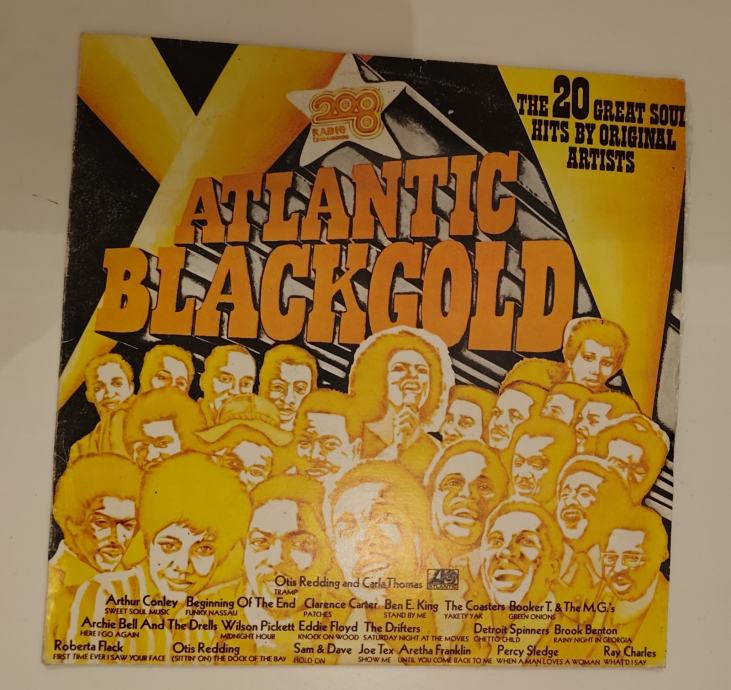 208
RADIO
THE 20 GREAT SOUL
HITS BY ORIGINAL
ARTISTS
ATLANTIC
BLACKGOLD
Otis Redding and Carla Thomas
TRAMP
ATLANTIC
Arthur Conley Beginning Of The End Clarence Carter Ben E. King The Coasters Booker T. & The M.G.'s
SWEET SOUL MUSIC FUNKY NASSAU PATCHES STAND BY ME YAKETY YAK GREEN ONIONS
Archie Bell And The Drells Wilson Pickett Eddie Floyd The Drifters Detroit Spinners Brook Benton
HERE I GO AGAIN MIDNIGHT HOUR KNOCK ON WOOD SATURDAY NIGHT AT THE MOVIES GHETTO CHILD RAINY NIGHT IN GEORGIA
Roberta Flack Otis Redding Sam & Dave Joe Tex Aretha Franklin Percy Sledge Ray Charles
FIRST TIME EVER I SAW YOUR FACE (SITTIN' ON) THE DOCK OF THE BAY HOLD ON SHOW ME UNTIL YOU COME BACK TO ME WHEN A MAN LOVES A WOMAN WHAT'D I SAY